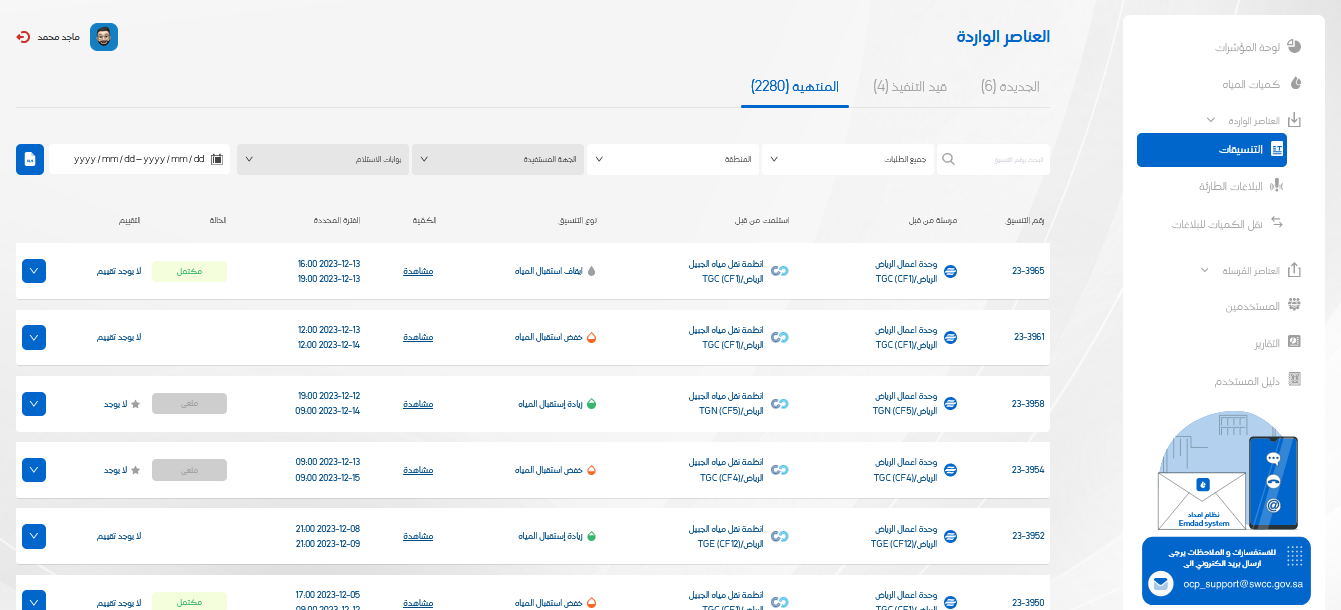 لوحة المؤشرات
كميات المياه
العناصر الواردة
التنسيقات
البلاغات الطارئة
نقل الكميات للبلاغات
العناصر المُرسلة
المستخدمين
التقارير
دليل المستخدم
نظام امداد
Emdad system
للاستفسارات و الملاحظات يرجى
ارسال بريد الكتروني الى
ocp_support@swcc.gov.sa
العناصر الواردة
ماجد محمد
الجديدة (6) قيد التنفيذ (4) المنتهيه (2280)
البحث برقم التنسيق جميع الطلبات المنطقة الجهة المستفيدة بوابات الاستلام yyyy/mm/dd – yyyy/mm/dd
رقم التنسيق مرسلة من قبل استلمت من قبل نوع التنسيق الكمّية الفترة المحددة الحالة التقييم
23-3965 وحدة اعمال الرياض انظمة نقل مياه الجبيل ايقاف استقبال المياه مشاهدة 2023-12-13 16:00 مكتمل لا يوجد تقييم
الرياض/TGC (CF1) الرياض/TGC (CF1) 2023-12-13 19:00
23-3961 وحدة اعمال الرياض انظمة نقل مياه الجبيل خفض استقبال المياه مشاهدة 2023-12-13 12:00 لا يوجد تقييم
الرياض/TGC (CF1) الرياض/TGC (CF1) 2023-12-14 12:00
23-3958 وحدة اعمال الرياض انظمة نقل مياه الجبيل زيادة إستقبال المياه مشاهدة 2023-12-12 19:00 ملغى لا يوجد
الرياض/TGN (CF5) الرياض/TGN (CF5) 2023-12-14 09:00
23-3954 وحدة اعمال الرياض انظمة نقل مياه الجبيل خفض استقبال المياه مشاهدة 2023-12-13 09:00 ملغى لا يوجد
الرياض/TGC (CF4) الرياض/TGC (CF4) 2023-12-15 09:00
23-3952 وحدة اعمال الرياض انظمة نقل مياه الجبيل زيادة إستقبال المياه مشاهدة 2023-12-08 21:00 لا يوجد تقييم
الرياض/TGE (CF12) الرياض/TGE (CF12) 2023-12-09 21:00
23-3950 وحدة اعمال الرياض انظمة نقل مياه الجبيل خفض استقبال المياه مشاهدة 2023-12-05 17:00 مكتمل لا يوجد تقييم